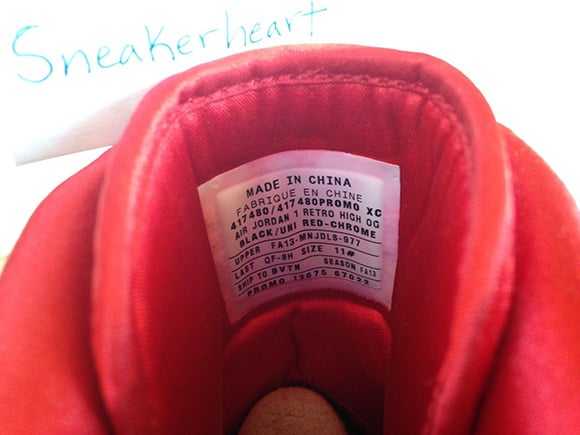 Sneakerheart
MADE IN CHINA
FABRIQUE EN CHINE
417480/417480PROMO XC
AIR JORDAN 1 RETRO HIGH OG
BLACK/UNI RED-CHROME
UPPER FA13-MNJDLS-977
LAST QF-8H SIZE 11#
SHIP TO BVTN SEASON FA13
PROMO 13075 67022